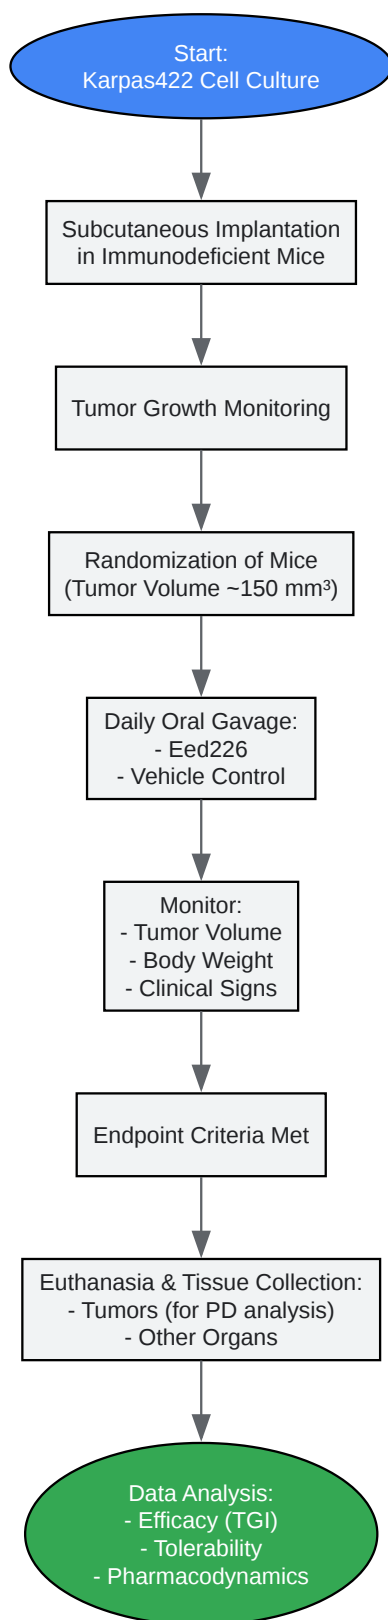 Start:
Karpas422 Cell Culture
Subcutaneous Implantation
in Immunodeficient Mice
Tumor Growth Monitoring
Randomization of Mice
(Tumor Volume ~150 mm³)
Daily Oral Gavage:
- Eed226
- Vehicle Control
Monitor:
- Tumor Volume
- Body Weight
- Clinical Signs
Endpoint Criteria Met
Euthanasia & Tissue Collection:
- Tumors (for PD analysis)
- Other Organs
Data Analysis:
- Efficacy (TGI)
- Tolerability
- Pharmacodynamics